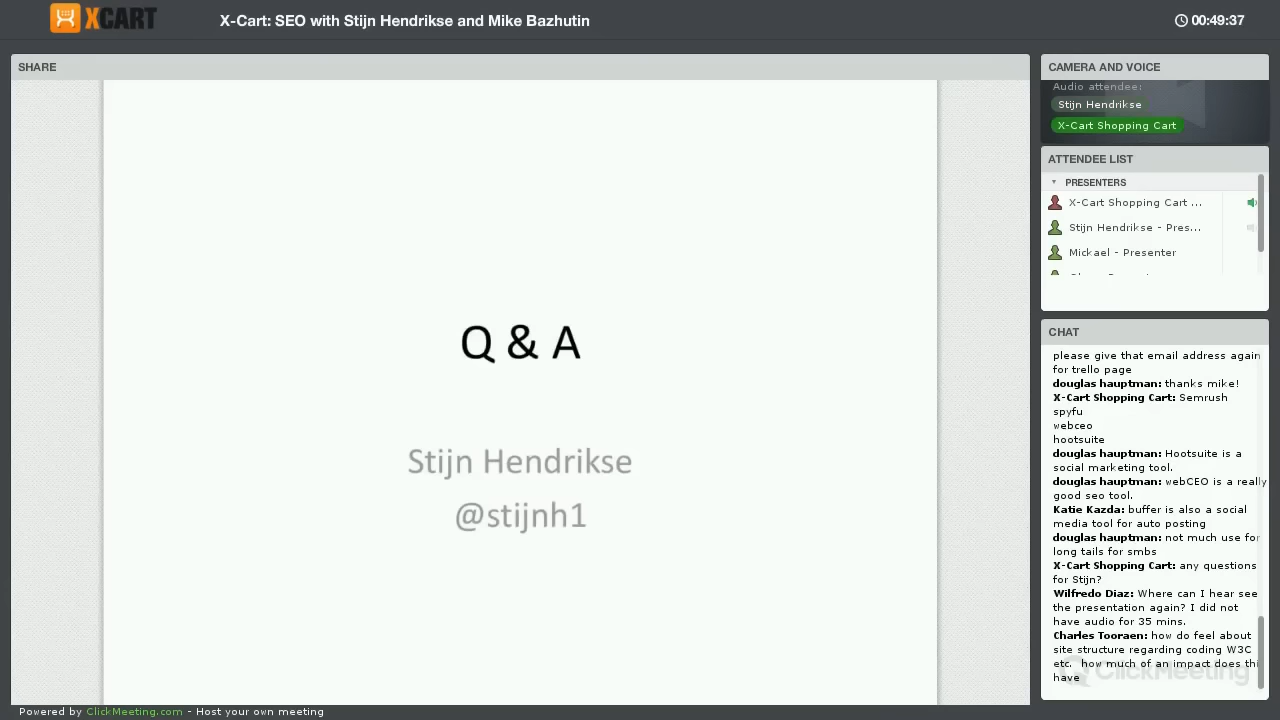 XCART
X-Cart: SEO with Stijn Hendrikse and Mike Bazhutin
00:49:37
SHARE
Q & A
Stijn Hendrikse
@stijnh1
CAMERA AND VOICE
Audio attendee:
Stijn Hendrikse
X-Cart Shopping Cart
ATTENDEE LIST
PRESENTERS
X-Cart Shopping Cart ...
Stijn Hendrikse - Pres...
Mickael - Presenter
CHAT
please give that email address again
for trello page
douglas hauptman: thanks mike!
X-Cart Shopping Cart: Semrush
spyfu
webceo
hootsuite
douglas hauptman: Hootsuite is a
social marketing tool.
douglas hauptman: webCEO is a really
good seo tool.
Katie Kazda: buffer is also a social
media tool for auto posting
douglas hauptman: not much use for
long tails for smbs
X-Cart Shopping Cart: any questions
for Stijn?
Wilfredo Diaz: Where can I hear see
the presentation again? I did not
have audio for 35 mins.
Charles Tooraen: how do feel about
site structure regarding coding W3C
etc. how much of an impact does thi
have
ClickMeeting
Powered by ClickMeeting.com - Host your own meeting